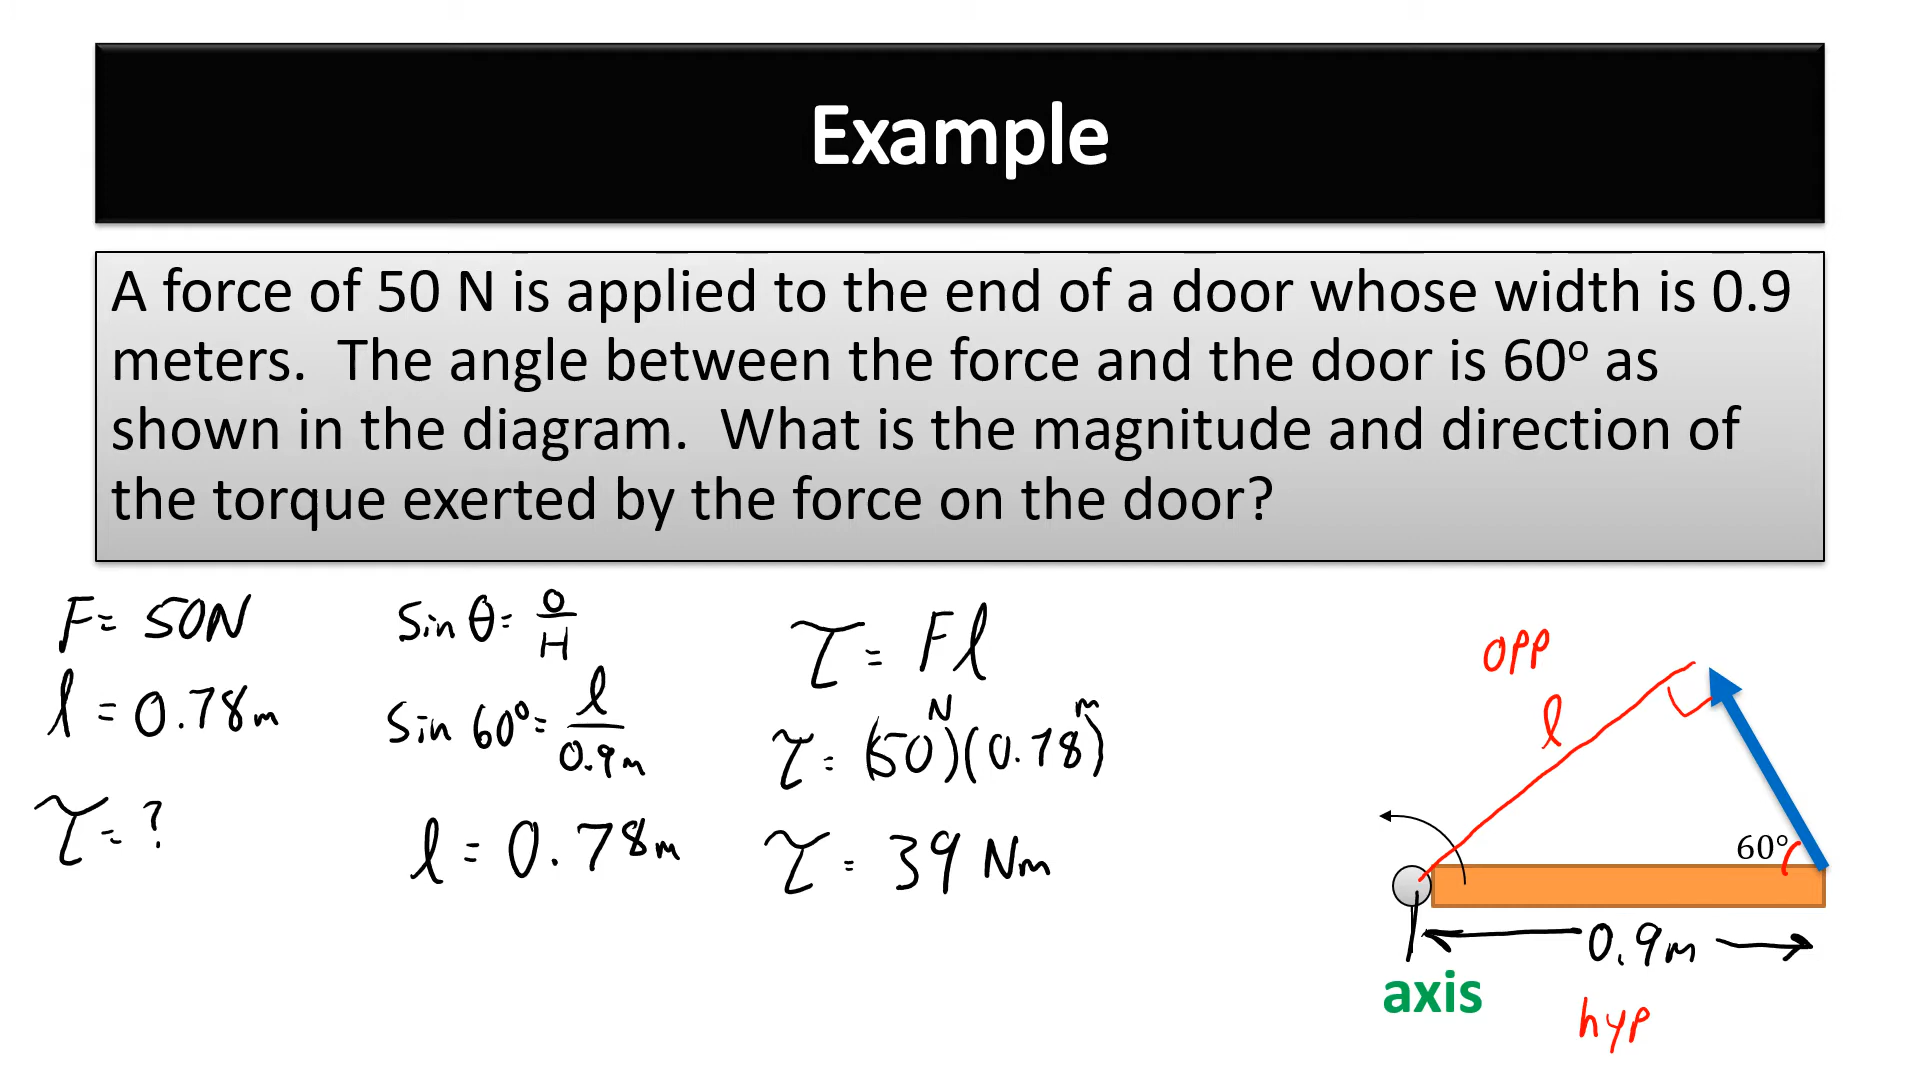 Example
A force of 50 N is applied to the end of a door whose width is 0.9
meters. The angle between the force and the door is 60º as
shown in the diagram. What is the magnitude and direction of
the torque exerted by the force on the door?
F = 50N
l = 0.78m
τ = ?
sin θ = O/H
sin 60° = l/0.9m
l = 0.78m
τ = Fl
τ = (50 N)(0.78 m)
τ = 39 Nm
opp
l
60°
0.9m
axis
hyp